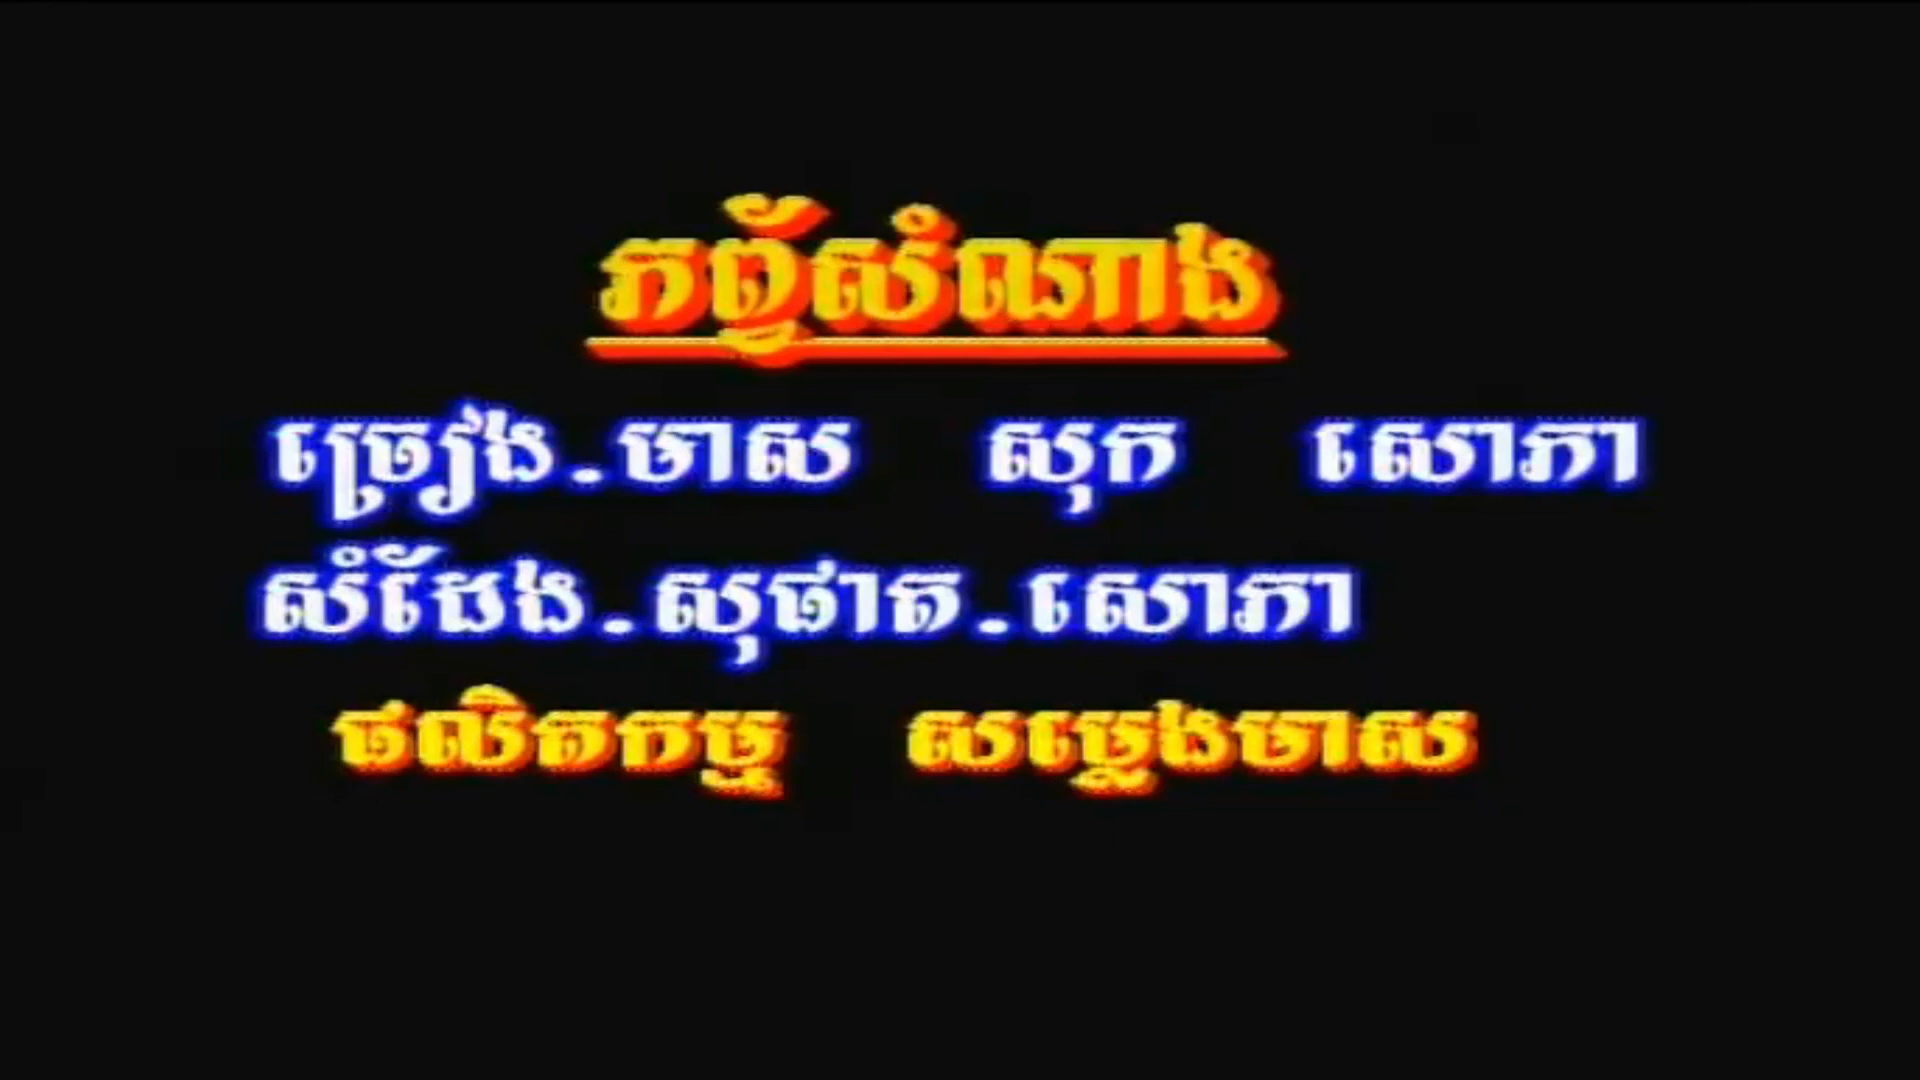 ភព្វ័សំណាង
ច្រៀង.មាស សុក សោភា
សំដែង.សុផាត.សោភា
ផលិតកម្ម សម្លេងមាស